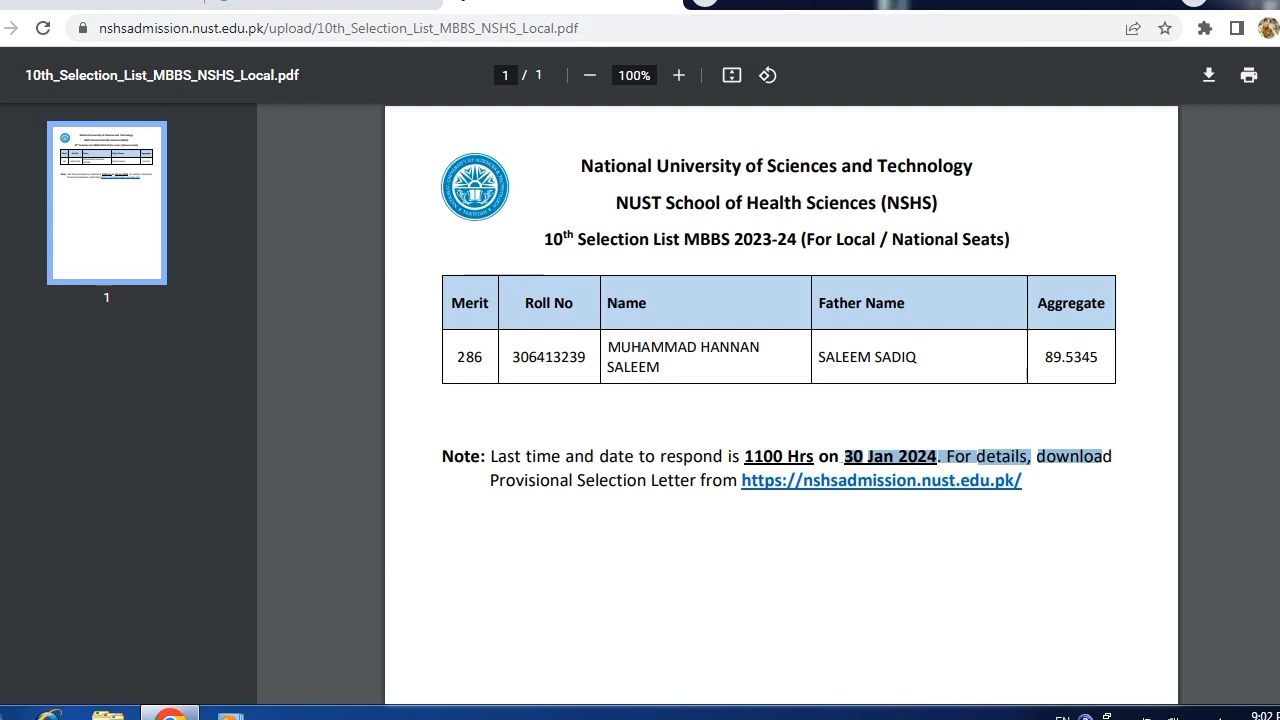 nshsadmission.nust.edu.pk/upload/10th_Selection_List_MBBS_NSHS_Local.pdf
10th_Selection_List_MBBS_NSHS_Local.pdf
1 / 1
100%
National University of Sciences and Technology
NUST School of Health Sciences (NSHS)
10th Selection List MBBS 2023-24 (For Local / National Seats)
Merit Roll No Name Father Name Aggregate
286 306413239 MUHAMMAD HANNAN SALEEM SALEEM SADIQ 89.5345
Note: Last time and date to respond is 1100 Hrs on 30 Jan 2024. For details, download
Provisional Selection Letter from https://nshsadmission.nust.edu.pk/
1
EN
9:02